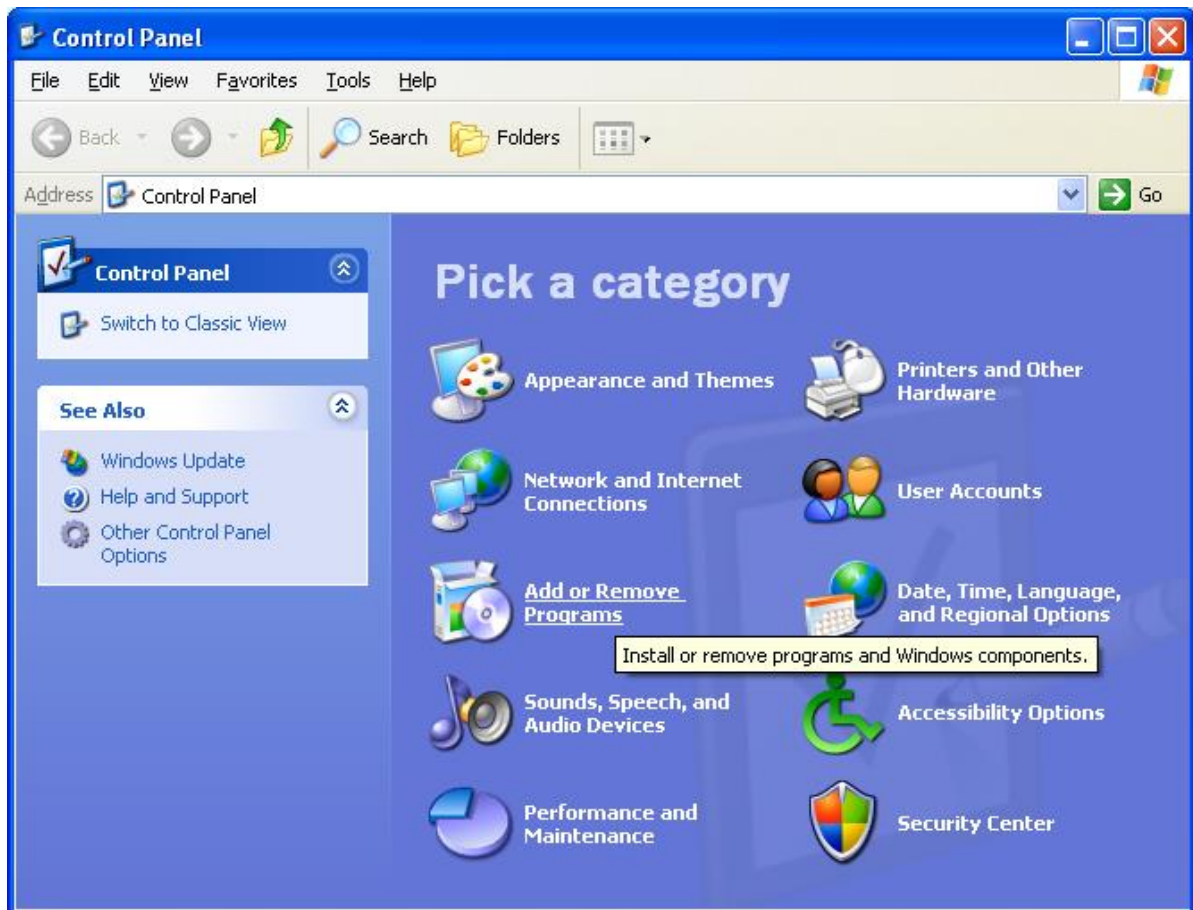 Control Panel
File Edit View Favorites Tools Help
Back Search Folders
Address Control Panel Go
Control Panel
Switch to Classic View
See Also
Windows Update
Help and Support
Other Control Panel
Options
Pick a category
Appearance and Themes
Printers and Other
Hardware
Network and Internet
Connections
User Accounts
Add or Remove
Programs
Date, Time, Language,
and Regional Options
Install or remove programs and Windows components.
Sounds, Speech, and
Audio Devices
Accessibility Options
Performance and
Maintenance
Security Center